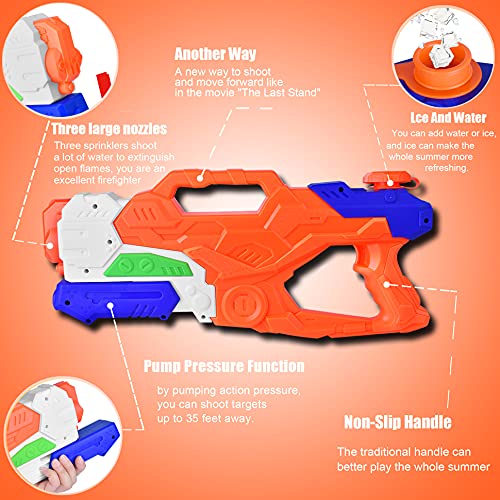 Another Way
A new way to shoot
and move forward like
in the movie "The Last Stand"
Lce And Water
You can add water or ice,
and ice can make the
whole summer more
refreshing.
Three large nozzles
Three sprinklers shoot
a lot of water to extinguish
open flames, you are an
excellent firefighter
Pump Pressure Function
by pumping action pressure,
you can shoot targets
up to 35 feet away.
Non-Slip Handle
The traditional handle can
better play the whole summer